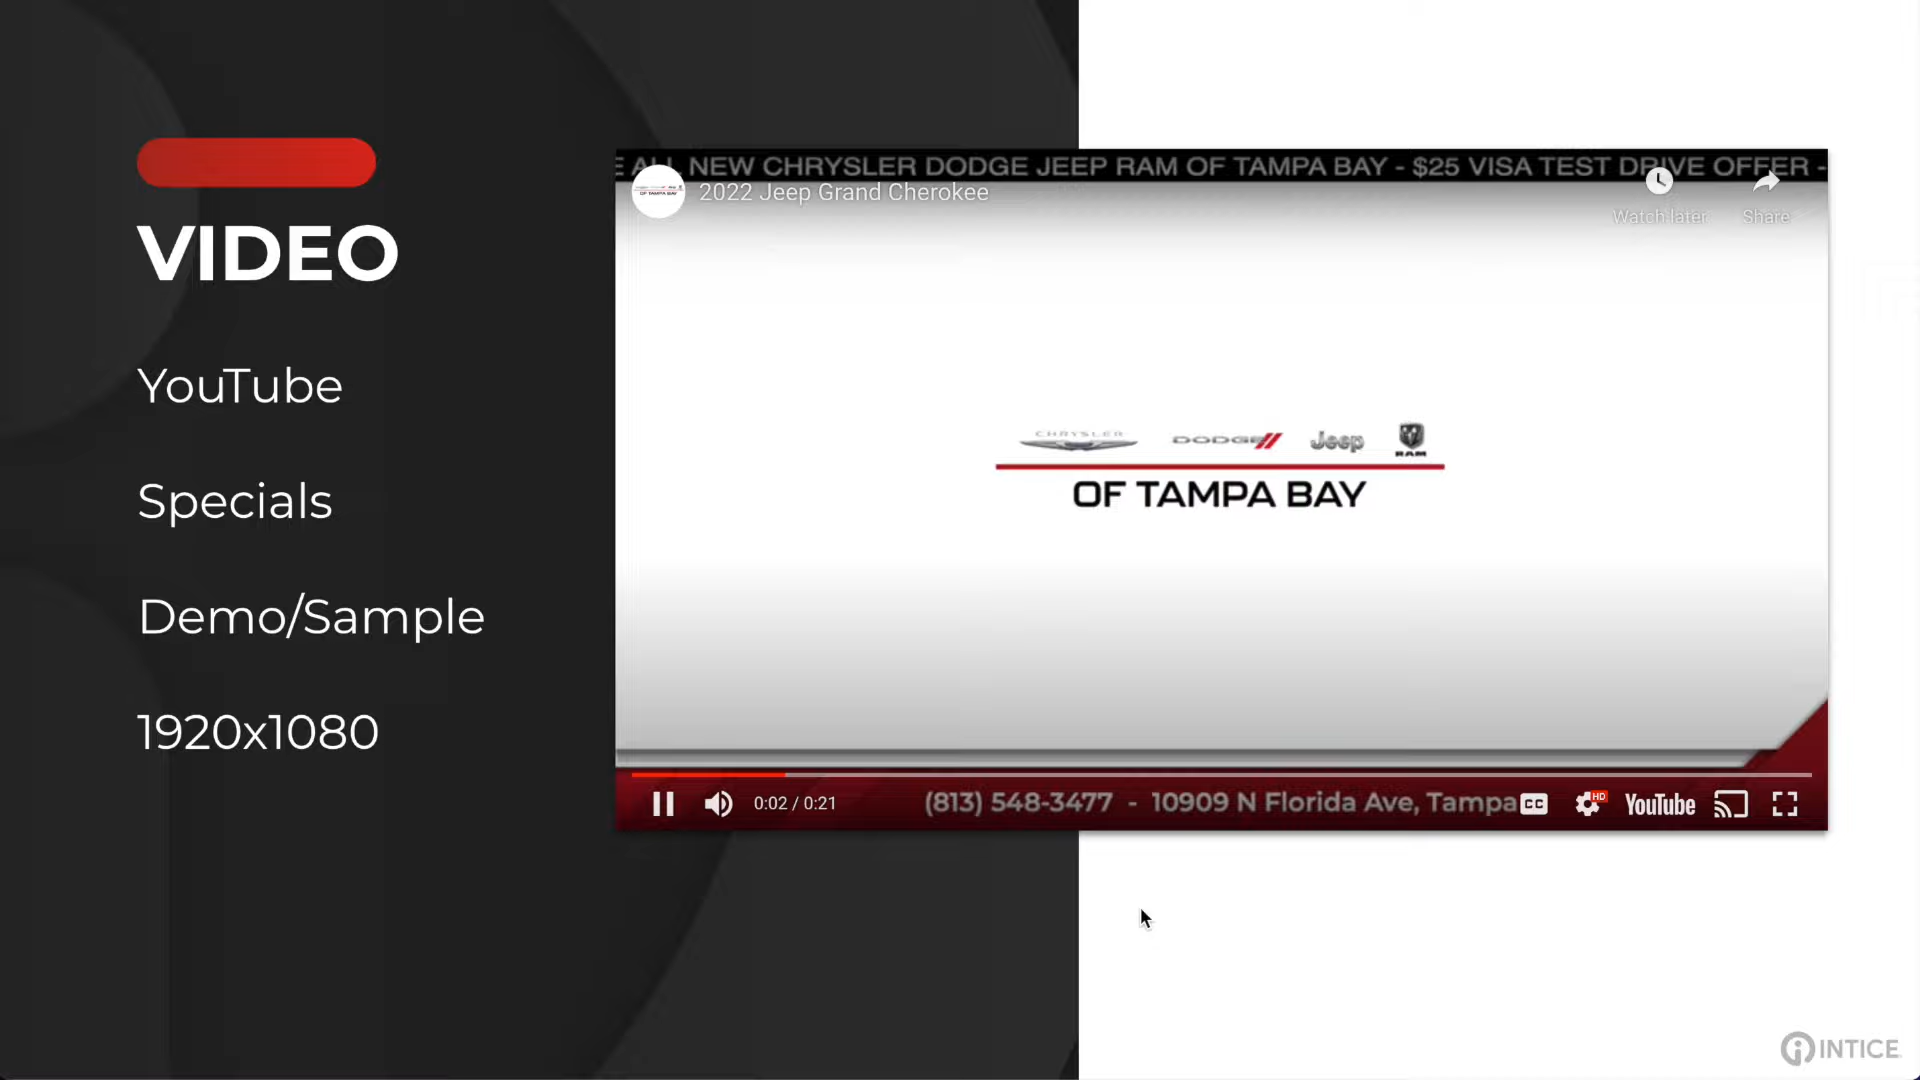 VIDEO
YouTube
Specials
Demo/Sample
1920x1080
E ALL NEW CHRYSLER DODGE JEEP RAM OF TAMPA BAY - $25 VISA TEST DRIVE OFFER -
2022 Jeep Grand Cherokee
Watch later
Share
CHRYSLER DODGE Jeep RAM
OF TAMPA BAY
0:02 / 0:21
(813) 548-3477 - 10909 N Florida Ave, Tampa
CC
HD
YouTube
INTICE